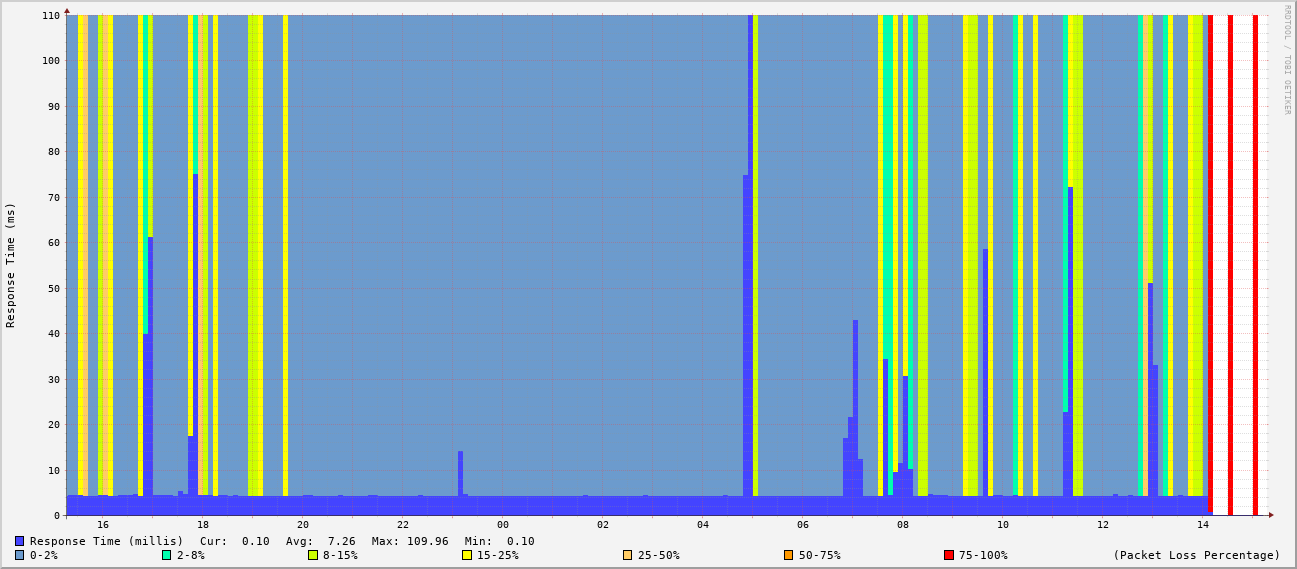 RRDTOOL / TOBI OETIKER
Response Time (ms)
110
100
90
80
70
60
50
40
30
20
10
0
16 18 20 22 00 02 04 06 08 10 12 14
Response Time (millis) Cur: 0.10 Avg: 7.26 Max: 109.96 Min: 0.10
0-2% 2-8% 8-15% 15-25% 25-50% 50-75% 75-100% (Packet Loss Percentage)